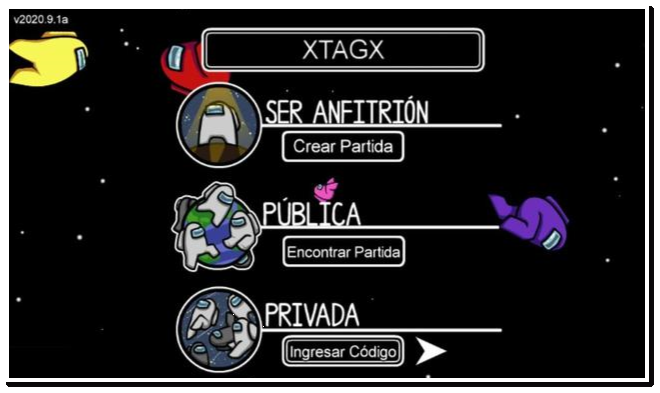 v2020.9.1a
XTAGX
SER ANFITRIÓN
Crear Partida
PÚBLICA
Encontrar Partida
PRIVADA
Ingresar Código